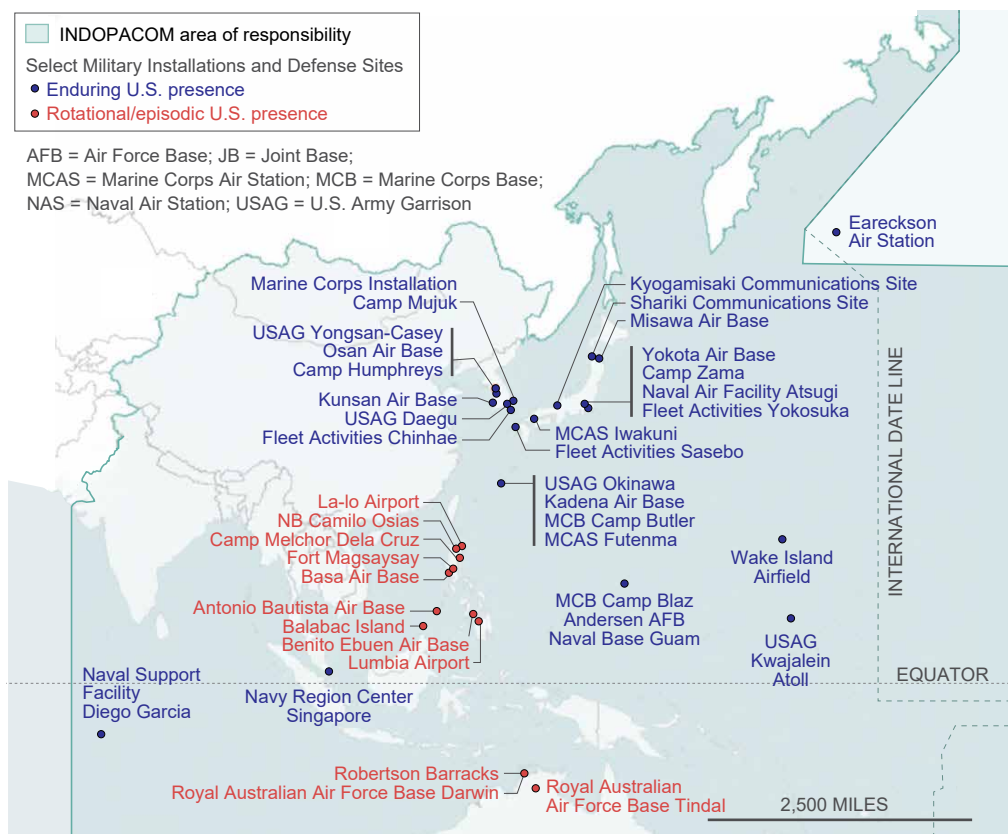 INDOPACOM area of responsibility
Select Military Installations and Defense Sites
Enduring U.S. presence
Rotational/episodic U.S. presence
AFB = Air Force Base; JB = Joint Base;
MCAS = Marine Corps Air Station; MCB = Marine Corps Base;
NAS = Naval Air Station; USAG = U.S. Army Garrison
Eareckson
Air Station
Marine Corps Installation
Camp Mujuk
USAG Yongsan-Casey
Osan Air Base
Camp Humphreys
Kunsan Air Base
USAG Daegu
Fleet Activities Chinhae
Kyogamisaki Communications Site
Shariki Communications Site
Misawa Air Base
Yokota Air Base
Camp Zama
Naval Air Facility Atsugi
Fleet Activities Yokosuka
MCAS Iwakuni
Fleet Activities Sasebo
USAG Okinawa
Kadena Air Base
MCB Camp Butler
MCAS Futenma
INTERNATIONAL DATE LINE
La-lo Airport
NB Camilo Osias
Camp Melchor Dela Cruz
Fort Magsaysay
Basa Air Base
Antonio Bautista Air Base
Balabac Island
Benito Ebuen Air Base
Lumbia Airport
Wake Island
Airfield
MCB Camp Blaz
Andersen AFB
Naval Base Guam
USAG
Kwajalein
Atoll
EQUATOR
Naval Support
Facility
Diego Garcia
Navy Region Center
Singapore
Robertson Barracks
Royal Australian Air Force Base Darwin
Royal Australian
Air Force Base Tindal
2,500 MILES